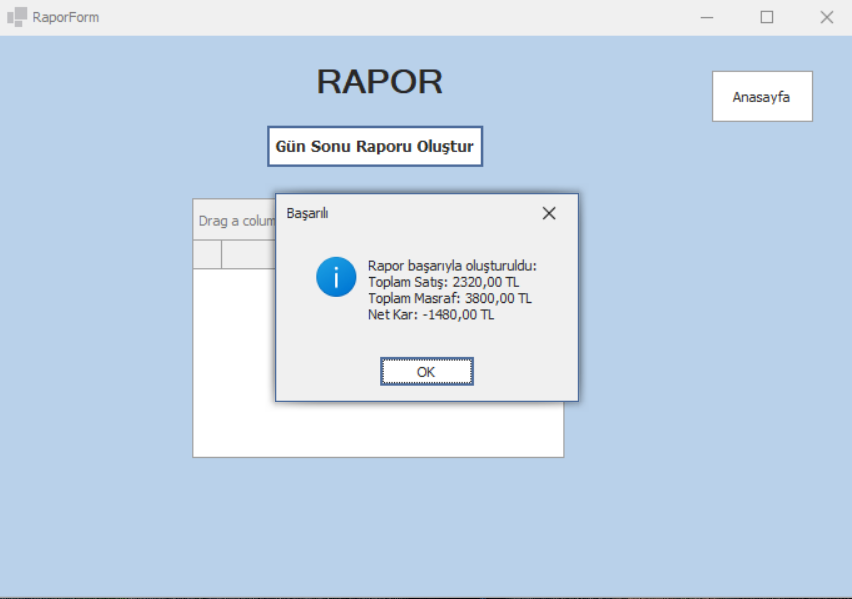 RaporForm
RAPOR
Anasayfa
Gün Sonu Raporu Oluştur
Drag a colum
Başarılı
Rapor başarıyla oluşturuldu:
Toplam Satış: 2320,00 TL
Toplam Masraf: 3800,00 TL
Net Kar: -1480,00 TL
OK